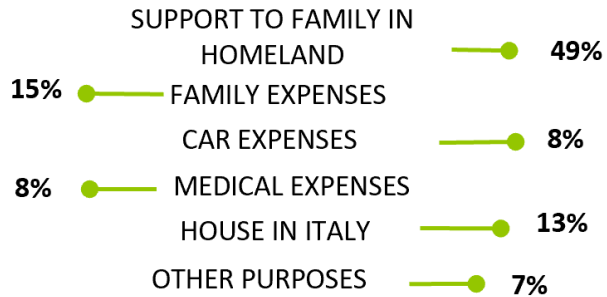 SUPPORT TO FAMILY IN
HOMELAND
49%
15%
FAMILY EXPENSES
CAR EXPENSES
8%
8%
MEDICAL EXPENSES
HOUSE IN ITALY
13%
OTHER PURPOSES
7%